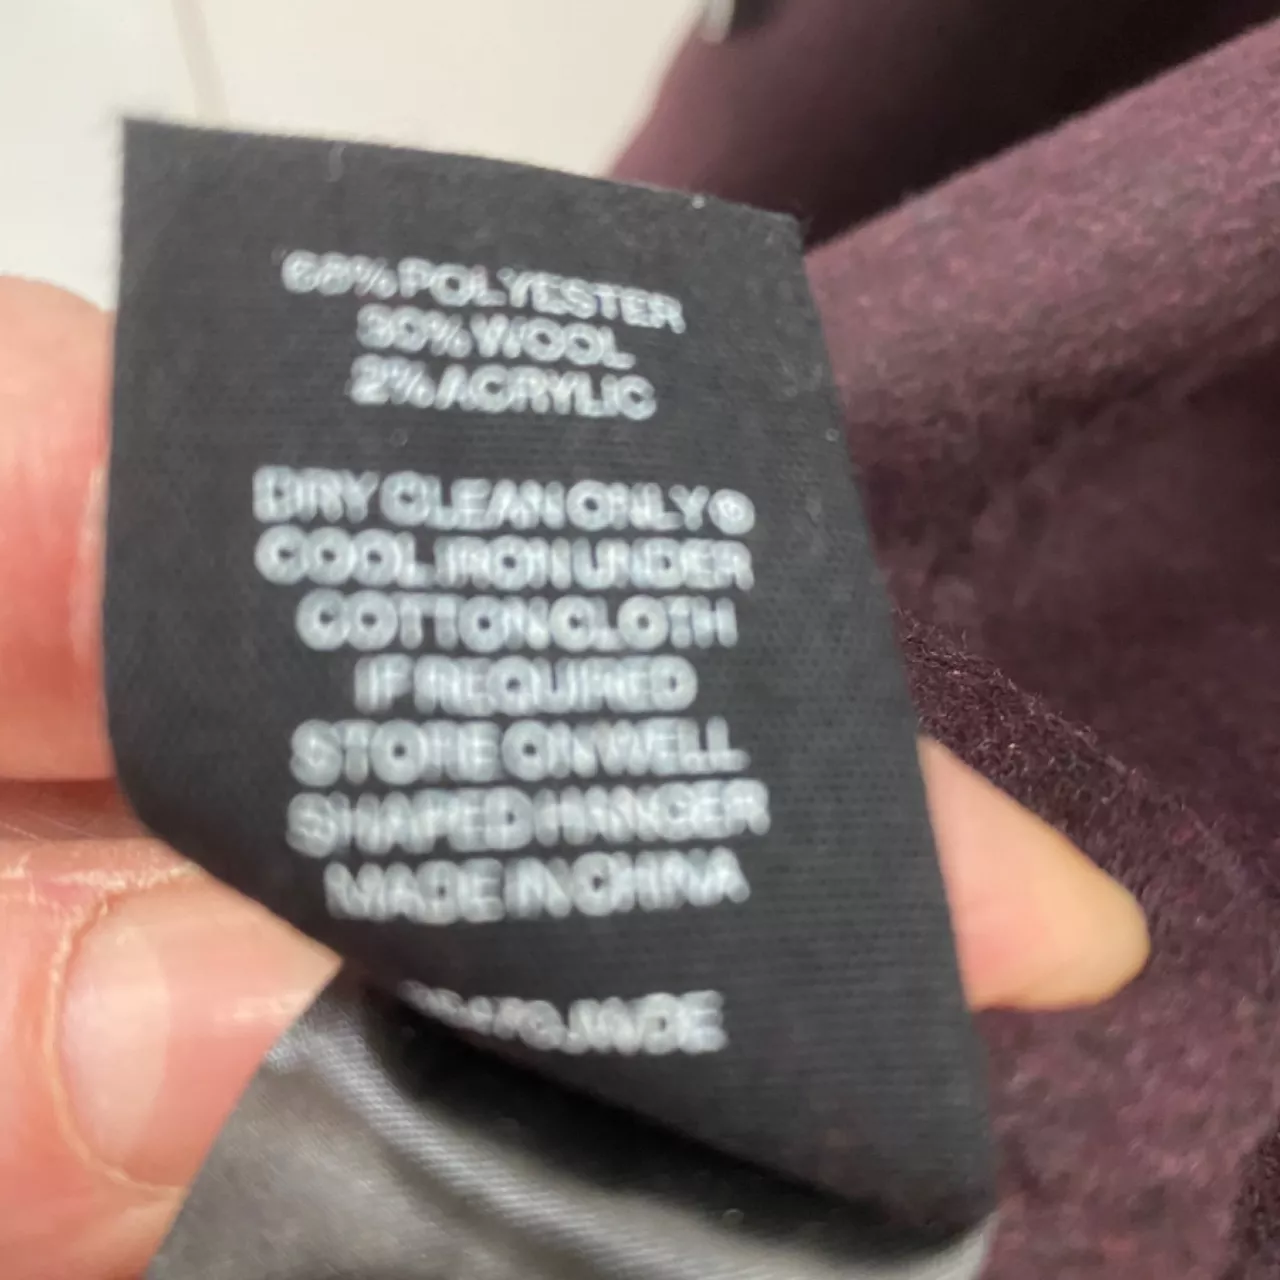 68% POLYESTER
30% WOOL
2% ACRYLIC
DRY CLEAN ONLY Ⓟ
COOL IRON UNDER
COTTON CLOTH
IF REQUIRED
STORE ON WELL
SHAPED HANGER
MADE IN CHINA